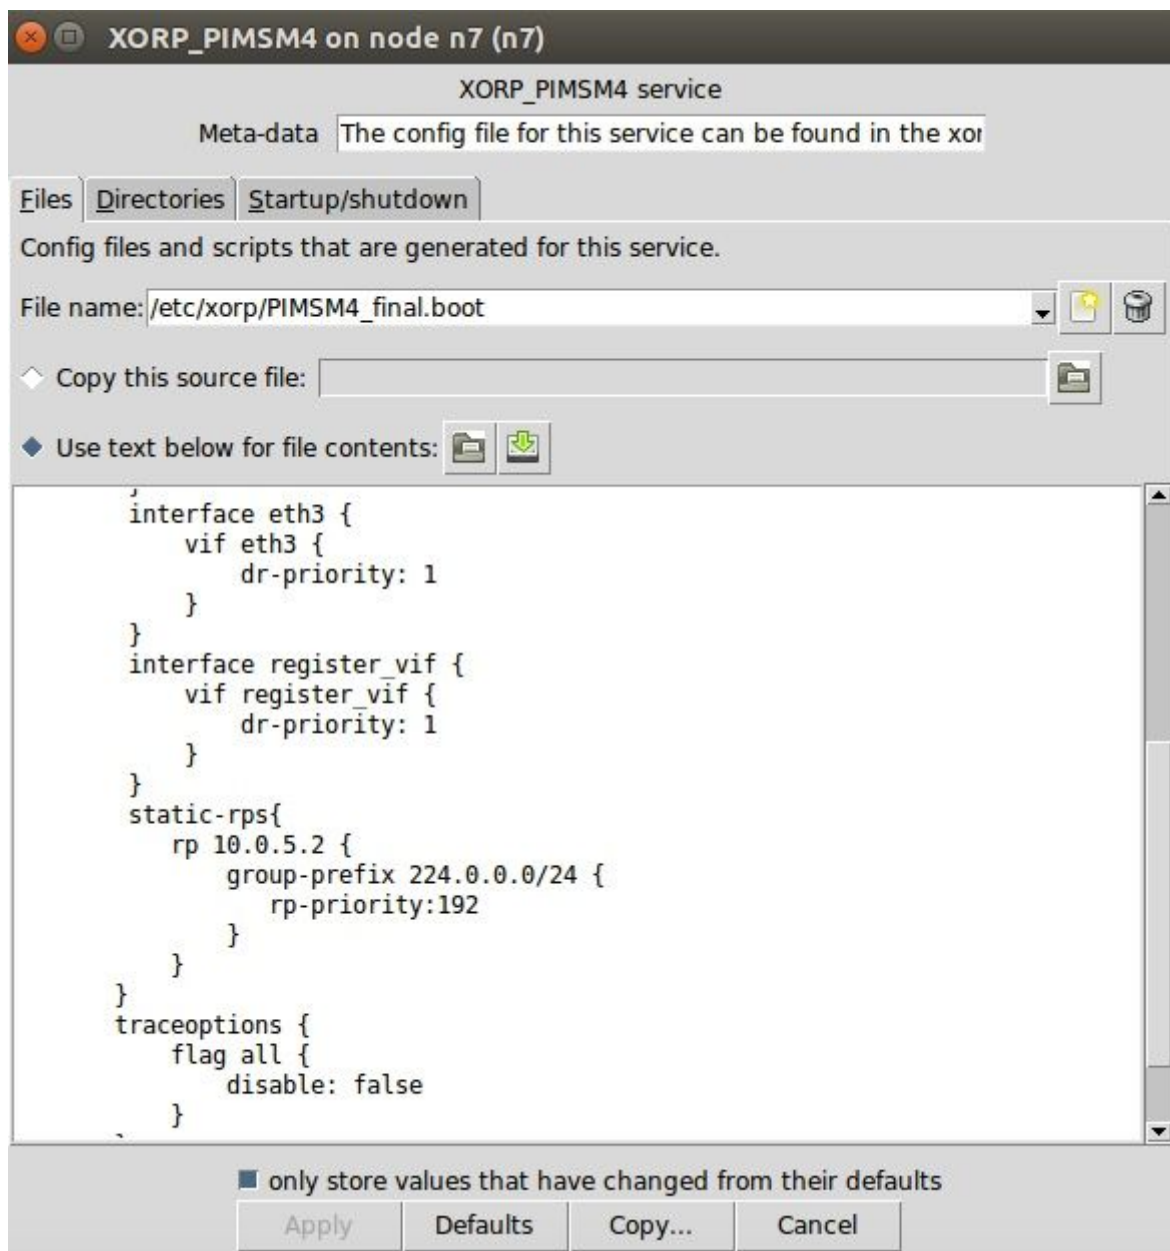 XORP_PIMSM4 on node n7 (n7)
XORP_PIMSM4 service
Meta-data The config file for this service can be found in the xor
Files Directories Startup/shutdown
Config files and scripts that are generated for this service.
File name: /etc/xorp/PIMSM4_final.boot
Copy this source file:
Use text below for file contents:
}
interface eth3 {
vif eth3 {
dr-priority: 1
}
}
interface register_vif {
vif register_vif {
dr-priority: 1
}
}
static-rps{
rp 10.0.5.2 {
group-prefix 224.0.0.0/24 {
rp-priority:192
}
}
}
traceoptions {
flag all {
disable: false
}
only store values that have changed from their defaults
Apply Defaults Copy... Cancel